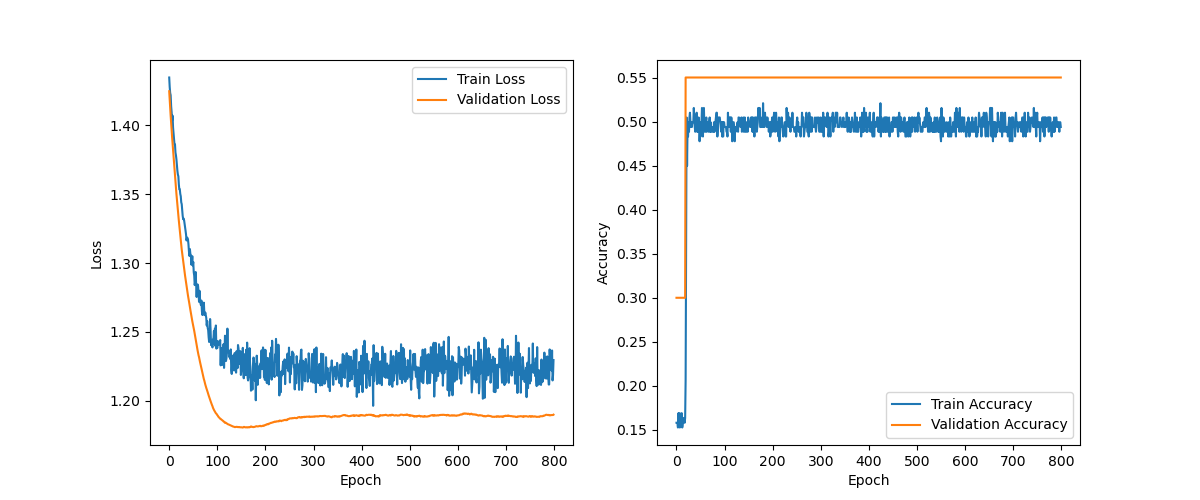 Train Loss
Validation Loss
1.40
1.35
1.30
1.25
1.20
Loss
0 100 200 300 400 500 600 700 800
Epoch
0.55
0.50
0.45
0.40
0.35
0.30
0.25
0.20
0.15
Accuracy
Train Accuracy
Validation Accuracy
0 100 200 300 400 500 600 700 800
Epoch